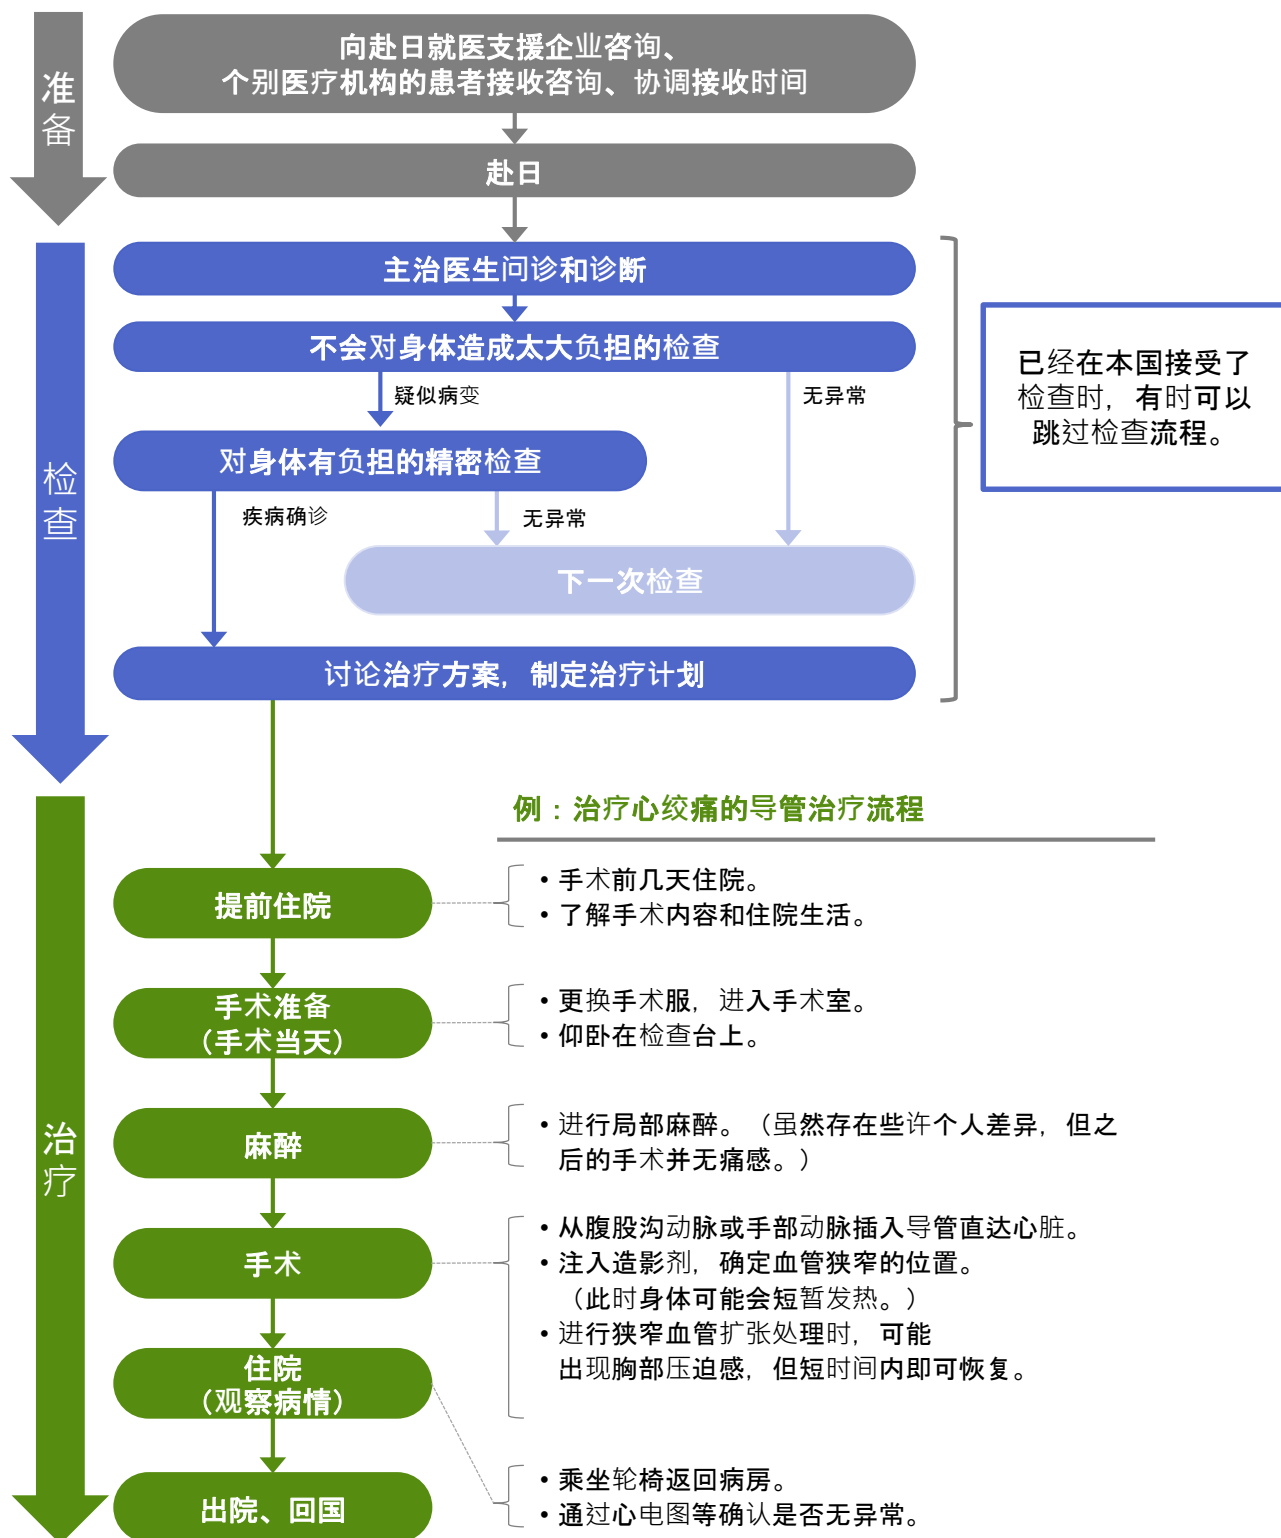 准
备
向赴日就医支援企业咨询、
个别医疗机构的患者接收咨询、协调接收时间
赴日
检
查
主治医生问诊和诊断
不会对身体造成太大负担的检查
疑似病变
无异常
对身体有负担的精密检查
疾病确诊
无异常
下一次检查
讨论治疗方案，制定治疗计划
已经在本国接受了
检查时，有时可以
跳过检查流程。
治
疗
例：治疗心绞痛的导管治疗流程
提前住院
• 手术前几天住院。
• 了解手术内容和住院生活。
手术准备
（手术当天）
• 更换手术服，进入手术室。
• 仰卧在检查台上。
麻醉
• 进行局部麻醉。（虽然存在些许个人差异，但之
后的手术并无痛感。）
手术
• 从腹股沟动脉或手部动脉插入导管直达心脏。
• 注入造影剂，确定血管狭窄的位置。
（此时身体可能会短暂发热。）
• 进行狭窄血管扩张处理时，可能
出现胸部压迫感，但短时间内即可恢复。
住院
（观察病情）
• 乘坐轮椅返回病房。
• 通过心电图等确认是否无异常。
出院、回国